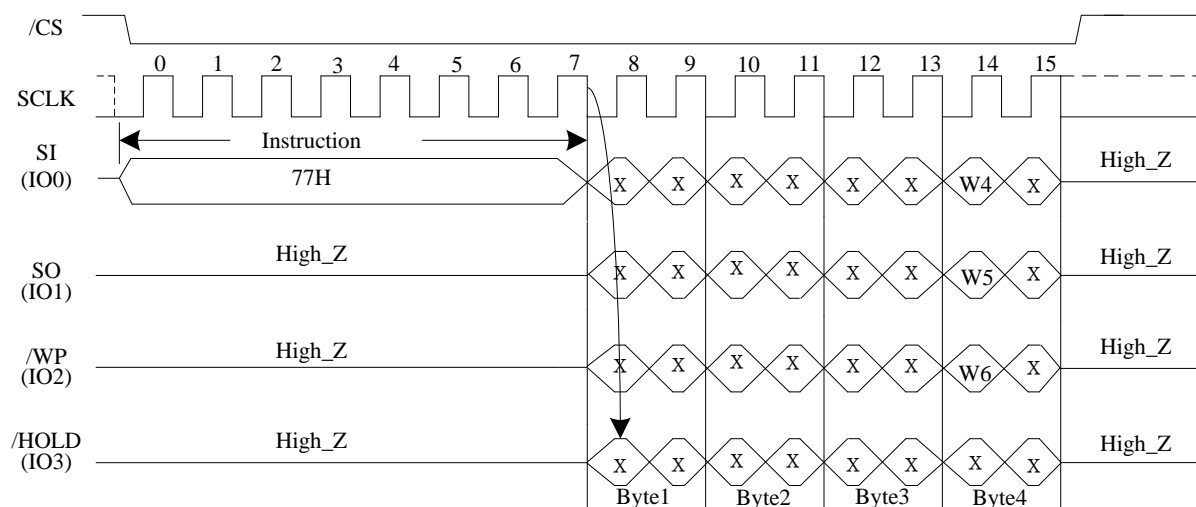 /CS
0 1 2 3 4 5 6 7 8 9 10 11 12 13 14 15
SCLK
Instruction
SI
(IO0)
77H
X X X X X X W4 X
High_Z
SO
(IO1)
High_Z
X X X X X X W5 X
High_Z
/WP
(IO2)
High_Z
X X X X X X W6 X
High_Z
/HOLD
(IO3)
High_Z
X X X X X X X X
High_Z
Byte1 Byte2 Byte3 Byte4